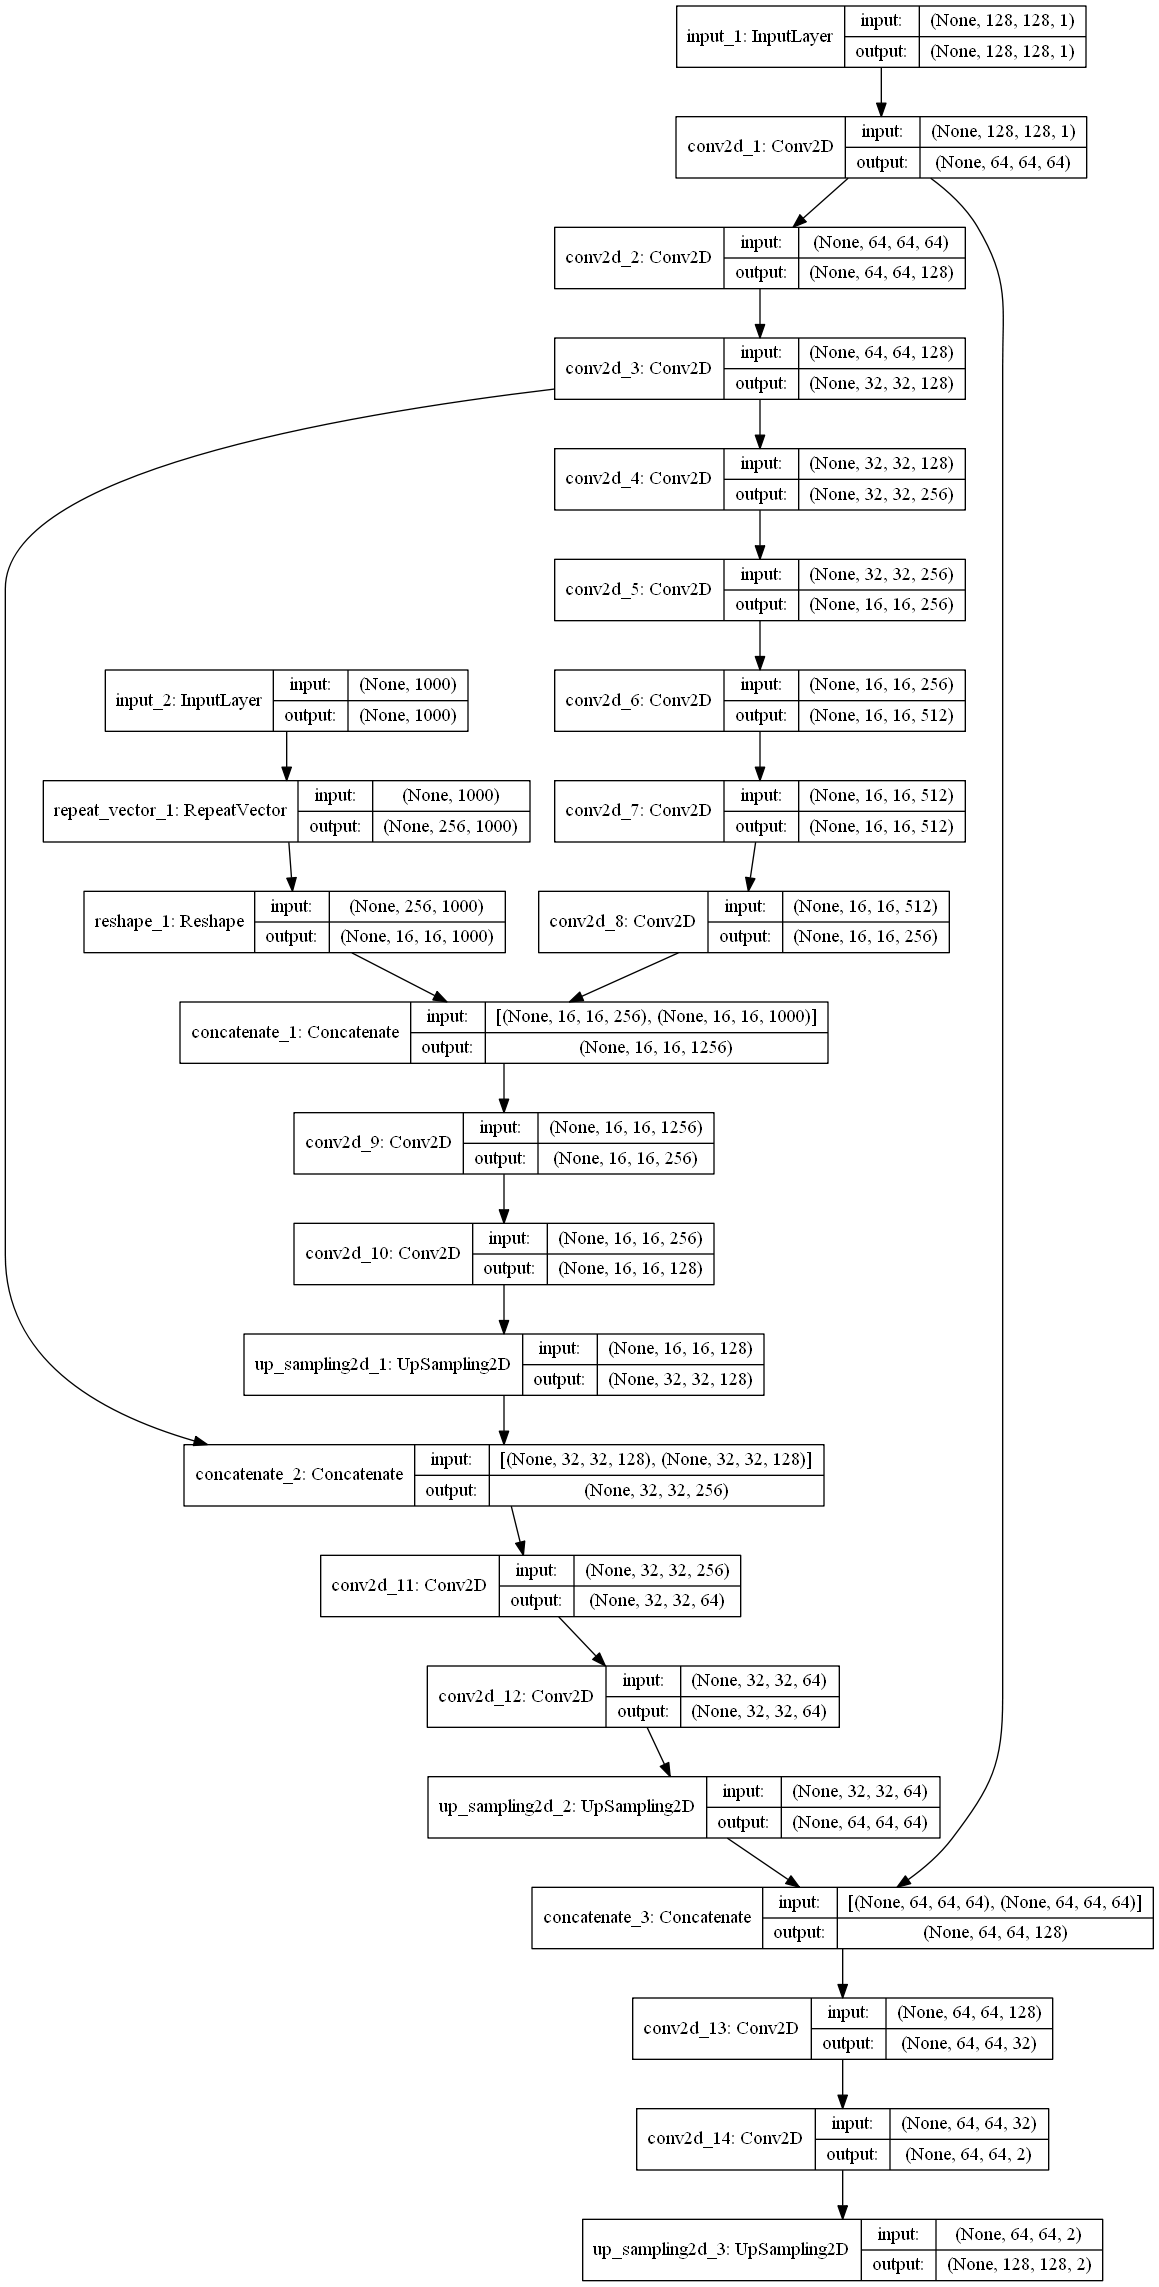 input_1: InputLayer
input:
(None, 128, 128, 1)
output:
(None, 128, 128, 1)
conv2d_1: Conv2D
input:
(None, 128, 128, 1)
output:
(None, 64, 64, 64)
conv2d_2: Conv2D
input:
(None, 64, 64, 64)
output:
(None, 64, 64, 128)
conv2d_3: Conv2D
input:
(None, 64, 64, 128)
output:
(None, 32, 32, 128)
conv2d_4: Conv2D
input:
(None, 32, 32, 128)
output:
(None, 32, 32, 256)
conv2d_5: Conv2D
input:
(None, 32, 32, 256)
output:
(None, 16, 16, 256)
input_2: InputLayer
input:
(None, 1000)
output:
(None, 1000)
conv2d_6: Conv2D
input:
(None, 16, 16, 256)
output:
(None, 16, 16, 512)
repeat_vector_1: RepeatVector
input:
(None, 1000)
output:
(None, 256, 1000)
conv2d_7: Conv2D
input:
(None, 16, 16, 512)
output:
(None, 16, 16, 512)
reshape_1: Reshape
input:
(None, 256, 1000)
output:
(None, 16, 16, 1000)
conv2d_8: Conv2D
input:
(None, 16, 16, 512)
output:
(None, 16, 16, 256)
concatenate_1: Concatenate
input:
[(None, 16, 16, 256), (None, 16, 16, 1000)]
output:
(None, 16, 16, 1256)
conv2d_9: Conv2D
input:
(None, 16, 16, 1256)
output:
(None, 16, 16, 256)
conv2d_10: Conv2D
input:
(None, 16, 16, 256)
output:
(None, 16, 16, 128)
up_sampling2d_1: UpSampling2D
input:
(None, 16, 16, 128)
output:
(None, 32, 32, 128)
concatenate_2: Concatenate
input:
[(None, 32, 32, 128), (None, 32, 32, 128)]
output:
(None, 32, 32, 256)
conv2d_11: Conv2D
input:
(None, 32, 32, 256)
output:
(None, 32, 32, 64)
conv2d_12: Conv2D
input:
(None, 32, 32, 64)
output:
(None, 32, 32, 64)
up_sampling2d_2: UpSampling2D
input:
(None, 32, 32, 64)
output:
(None, 64, 64, 64)
concatenate_3: Concatenate
input:
[(None, 64, 64, 64), (None, 64, 64, 64)]
output:
(None, 64, 64, 128)
conv2d_13: Conv2D
input:
(None, 64, 64, 128)
output:
(None, 64, 64, 32)
conv2d_14: Conv2D
input:
(None, 64, 64, 32)
output:
(None, 64, 64, 2)
up_sampling2d_3: UpSampling2D
input:
(None, 64, 64, 2)
output:
(None, 128, 128, 2)